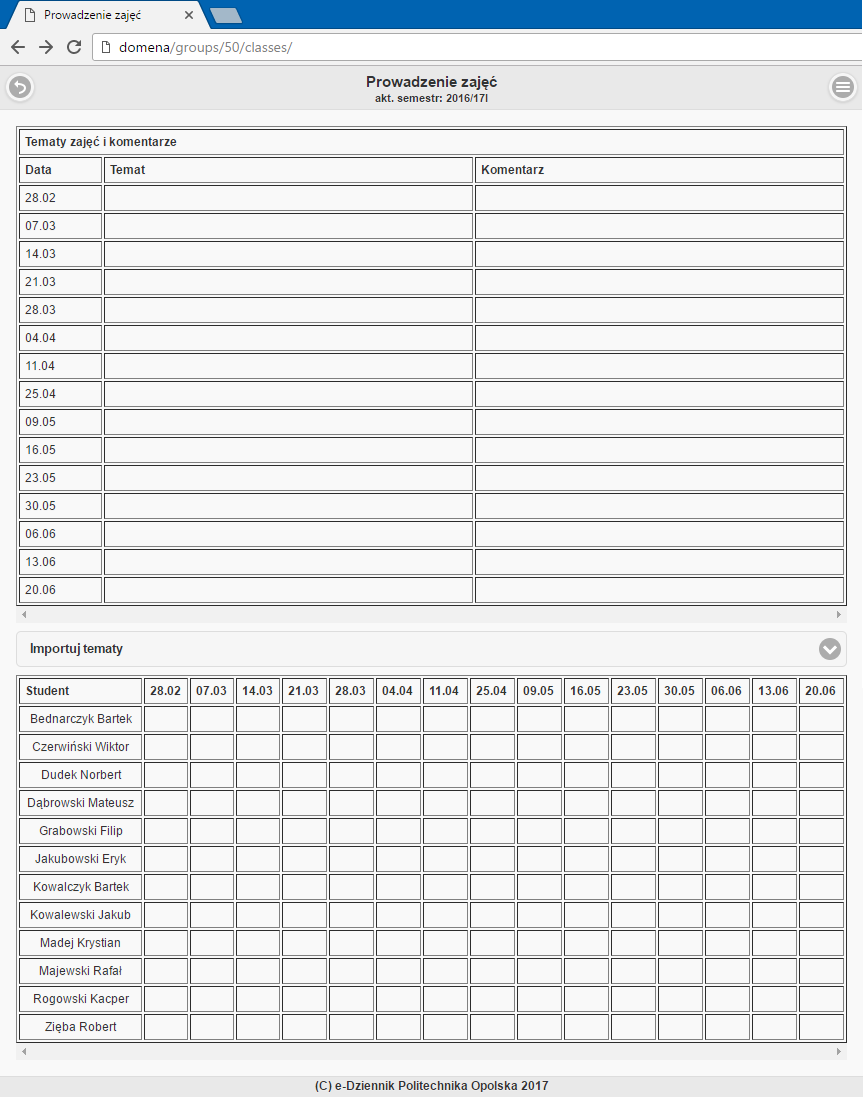 Prowadzenie zajęć
domena/groups/50/classes/
Prowadzenie zajęć
akt. semestr: 2016/17l
Tematy zajęć i komentarze
Data Temat Komentarz
28.02
07.03
14.03
21.03
28.03
04.04
11.04
25.04
09.05
16.05
23.05
30.05
06.06
13.06
20.06
Importuj tematy
Student 28.02 07.03 14.03 21.03 28.03 04.04 11.04 25.04 09.05 16.05 23.05 30.05 06.06 13.06 20.06
Bednarczyk Bartek
Czerwiński Wiktor
Dudek Norbert
Dąbrowski Mateusz
Grabowski Filip
Jakubowski Eryk
Kowalczyk Bartek
Kowalewski Jakub
Madej Krystian
Majewski Rafał
Rogowski Kacper
Zięba Robert
(C) e-Dziennik Politechnika Opolska 2017